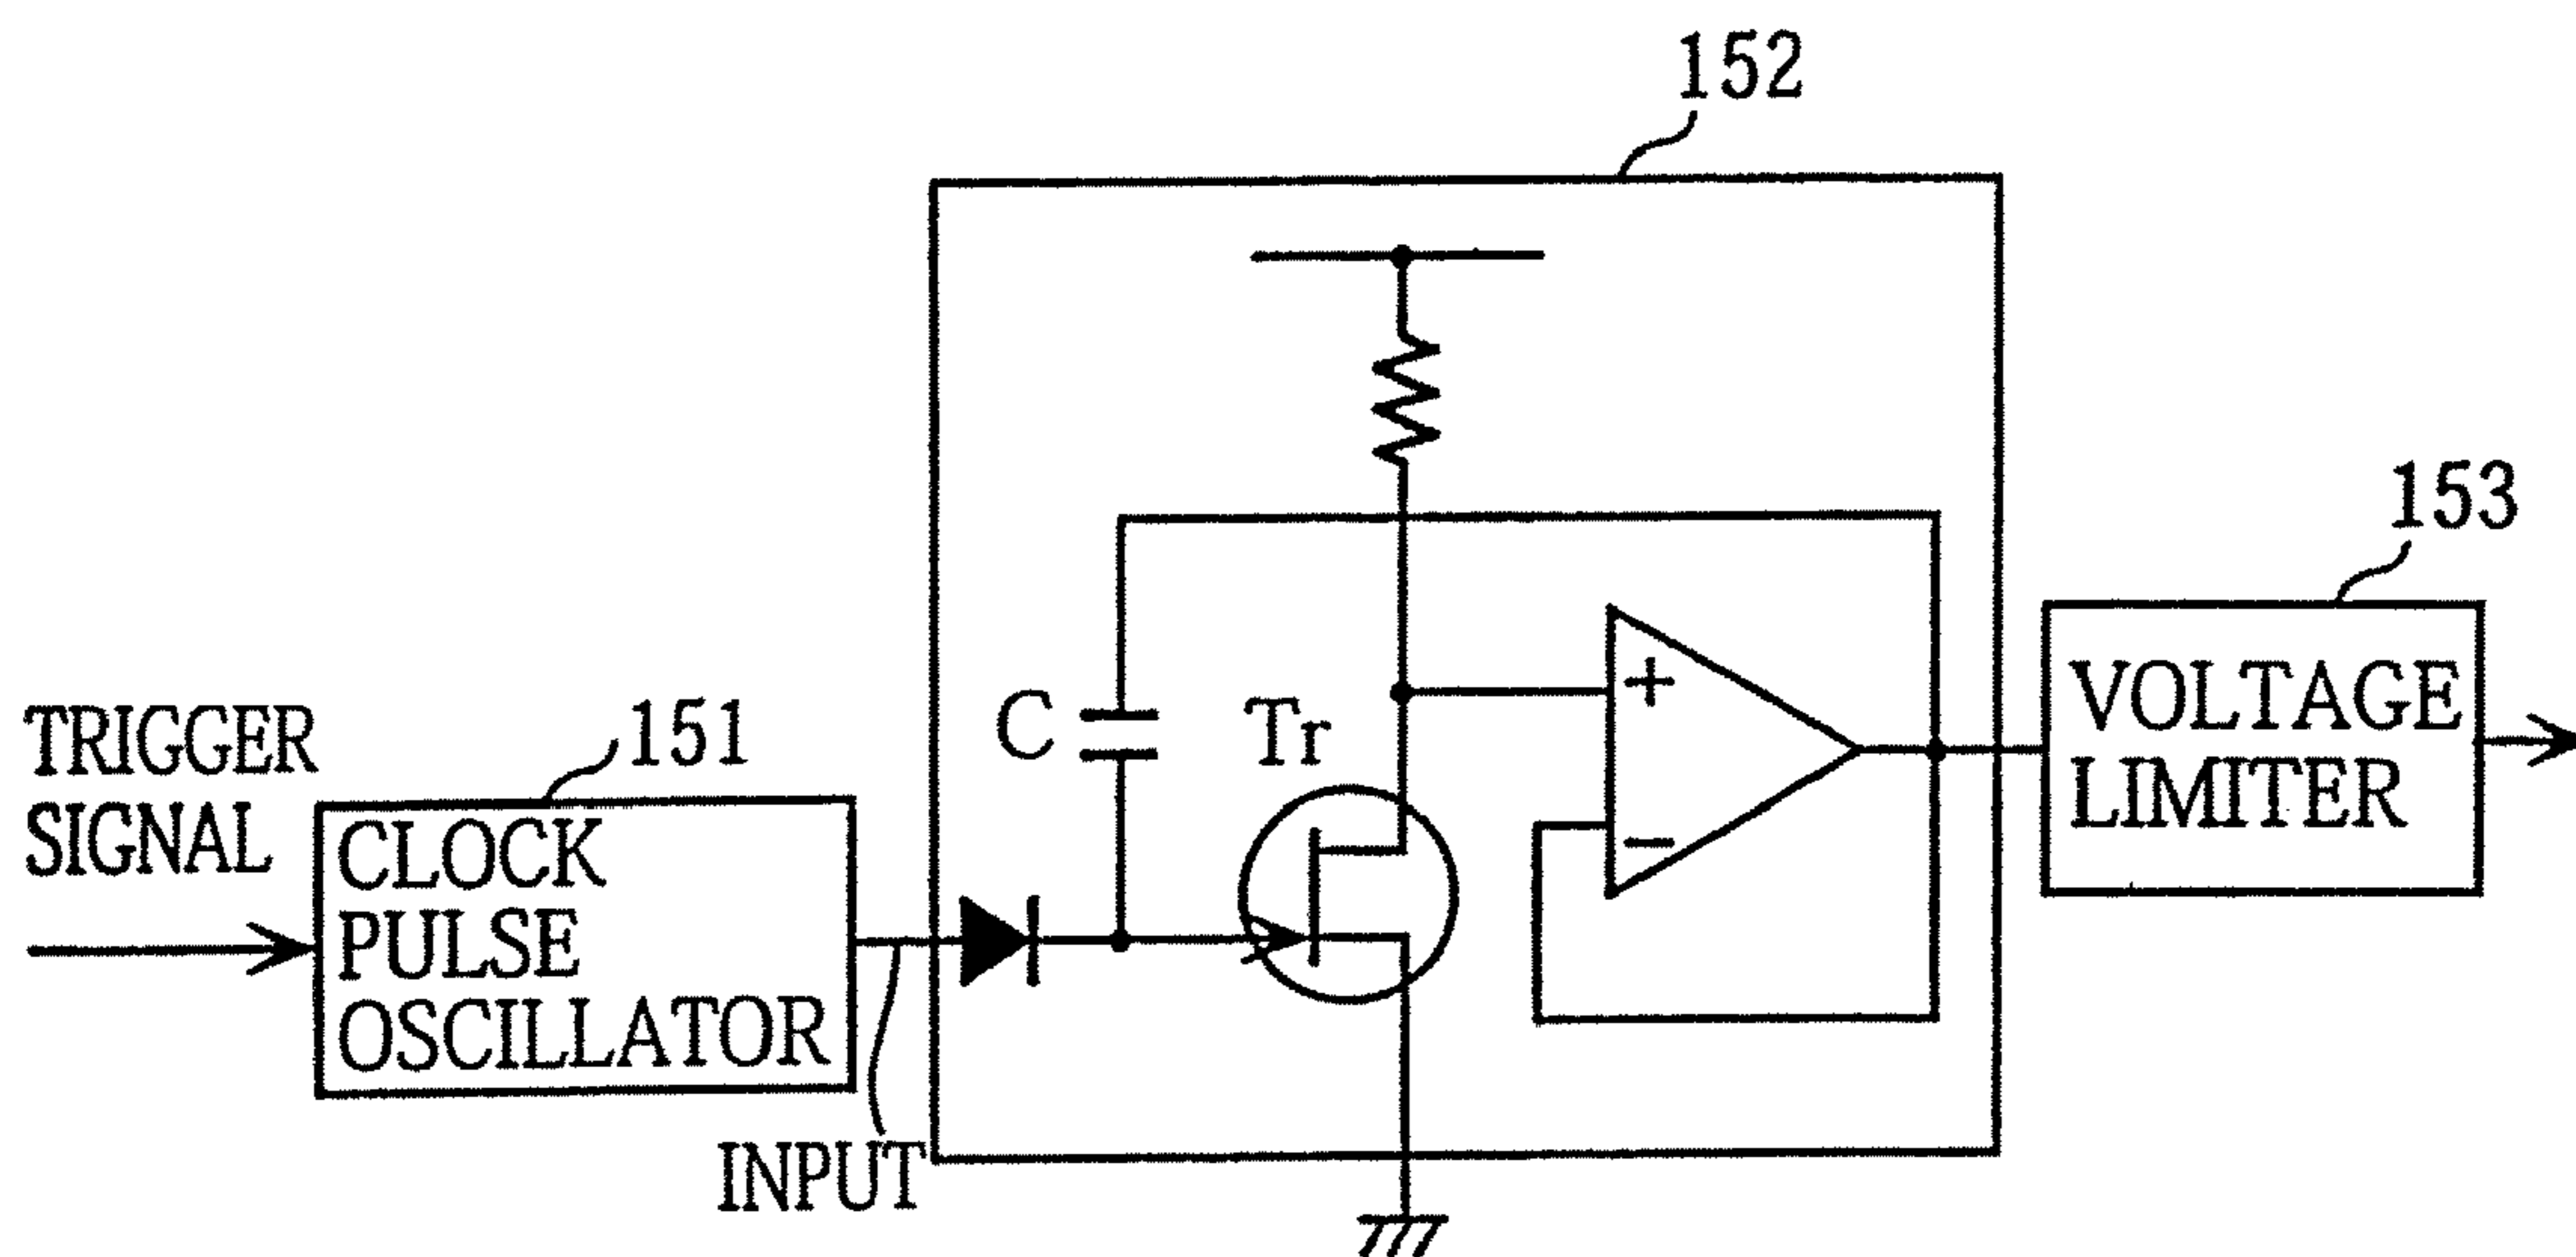 152
153
TRIGGER
SIGNAL
151
CLOCK
PULSE
OSCILLATOR
INPUT
C
Tr
+
−
VOLTAGE
LIMITER